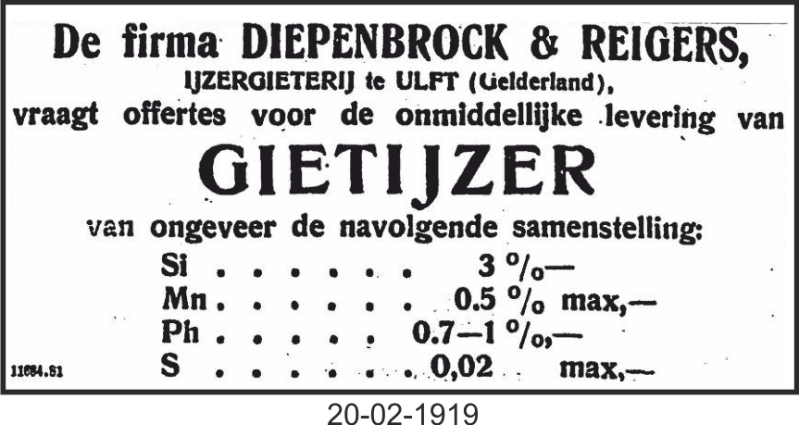 De firma DIEPENBROCK & REIGERS,
IJZERGIETERIJ te ULFT (Gelderland),
vraagt offertes voor de onmiddellijke levering van
GIETIJZER
van ongeveer de navolgende samenstelling:
Si . . . . . . 3 %—
Mn . . . . . . 0.5 % max,—
Ph . . . . . 0.7—1 %,—
S . . . . . . . 0,02 max,—
11684.81
20-02-1919